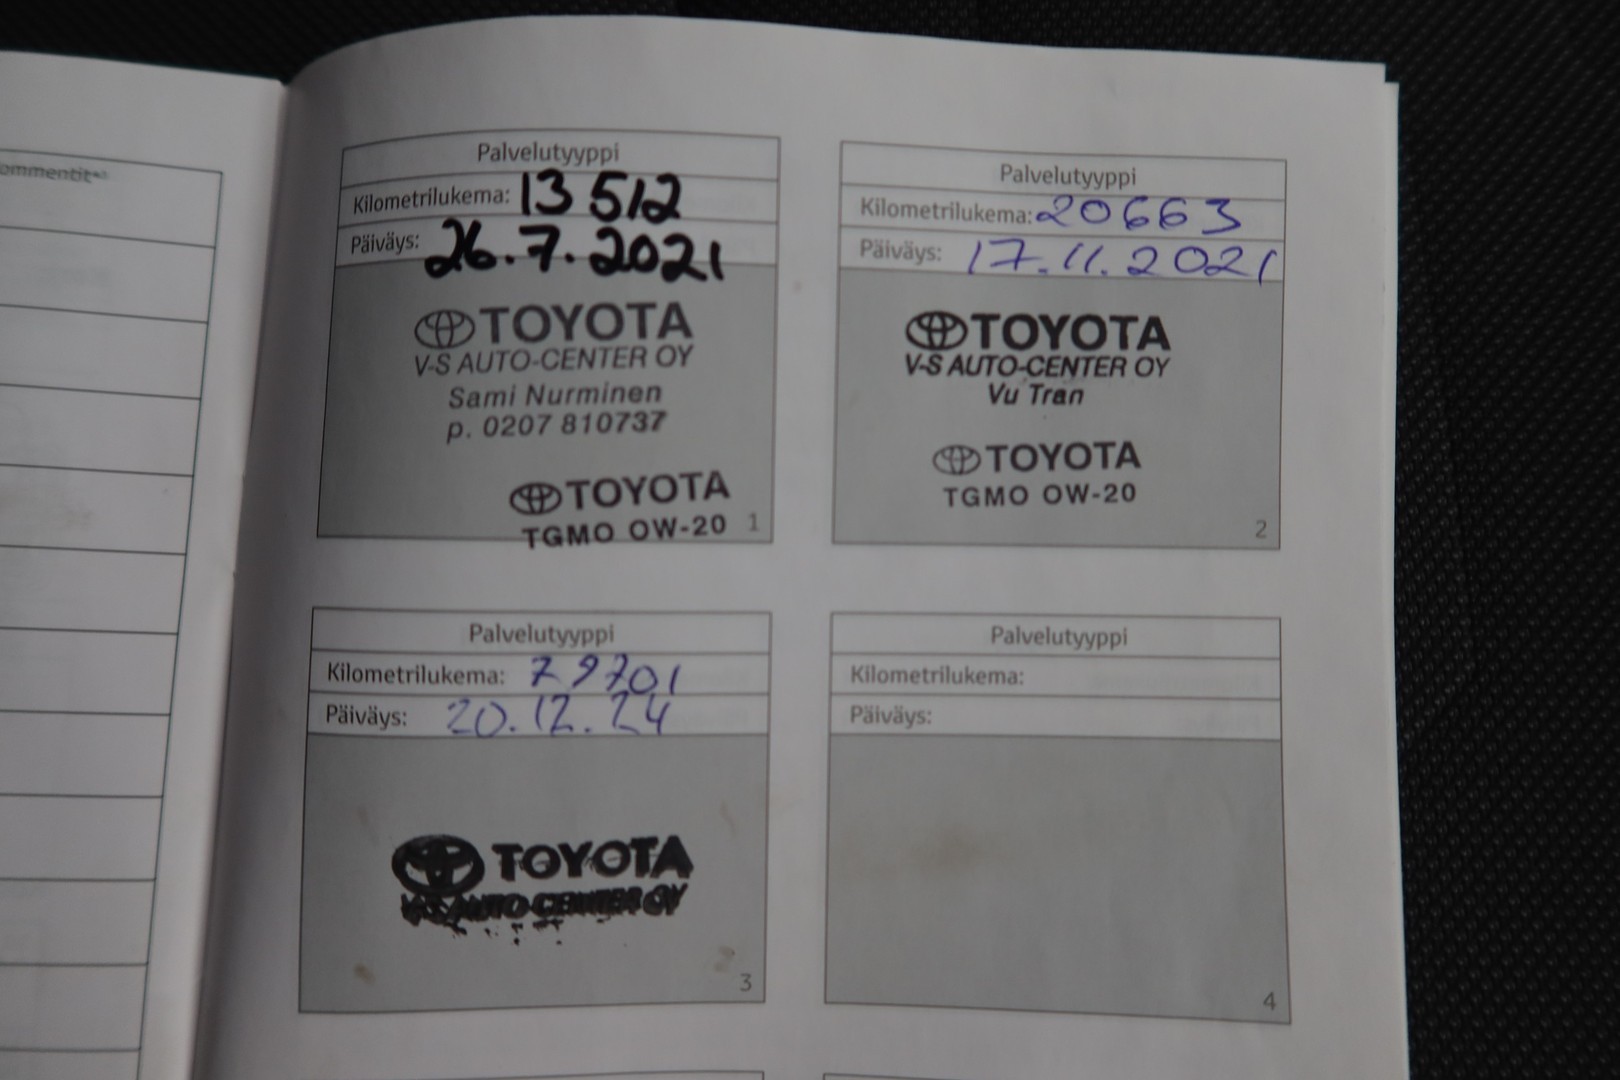 ommentit*)
Palvelutyyppi
Kilometrilukema: 13 512
Päiväys: 26.7.2021
TOYOTA
V-S AUTO-CENTER OY
Sami Nurminen
p. 0207 810737
TOYOTA
TGMO OW-20
1
Palvelutyyppi
Kilometrilukema: 20663
Päiväys: 17.11.2021
TOYOTA
V-S AUTO-CENTER OY
Vu Tran
TOYOTA
TGMO OW-20
2
Palvelutyyppi
Kilometrilukema: 79701
Päiväys: 20.12.24
TOYOTA
V-S AUTO-CENTER OY
3
Palvelutyyppi
Kilometrilukema:
Päiväys:
4